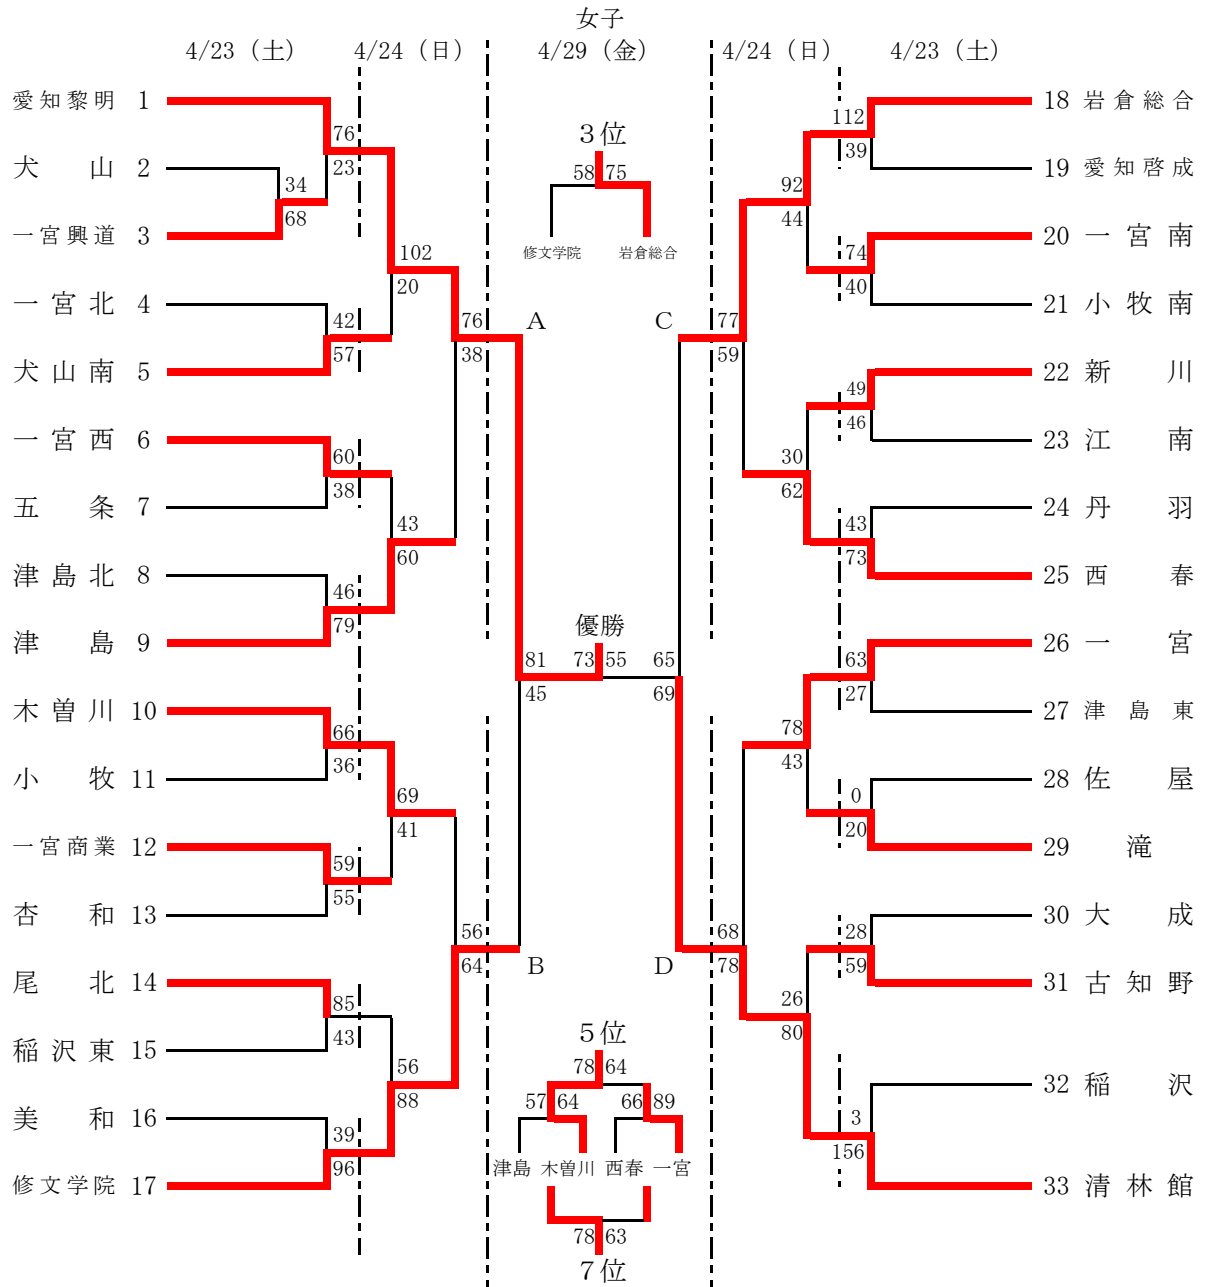 女子
4/23（土） 4/24（日） 4/29（金） 4/24（日） 4/23（土）
愛知黎明 1
犬山 2
一宮興道 3
一宮北 4
犬山南 5
一宮西 6
五条 7
津島北 8
津島 9
木曽川 10
小牧 11
一宮商業 12
杏和 13
尾北 14
稲沢東 15
美和 16
修文学院 17
76
23
34
68
42
57
60
38
46
79
66
36
59
55
85
43
39
96
102
20
43
60
69
41
56
88
76
38
56
64
A
B
81
45
３位
58 75
修文学院 岩倉総合
優勝
73 55
５位
78 64
57 64 66 89
津島 木曽川 西春 一宮
78 63
７位
C
D
65
69
77
59
68
78
92
44
30
62
78
43
26
80
112
39
74
40
49
46
43
73
63
27
0
20
28
59
3
156
18 岩倉総合
19 愛知啓成
20 一宮南
21 小牧南
22 新川
23 江南
24 丹羽
25 西春
26 一宮
27 津島東
28 佐屋
29 滝
30 大成
31 古知野
32 稲沢
33 清林館